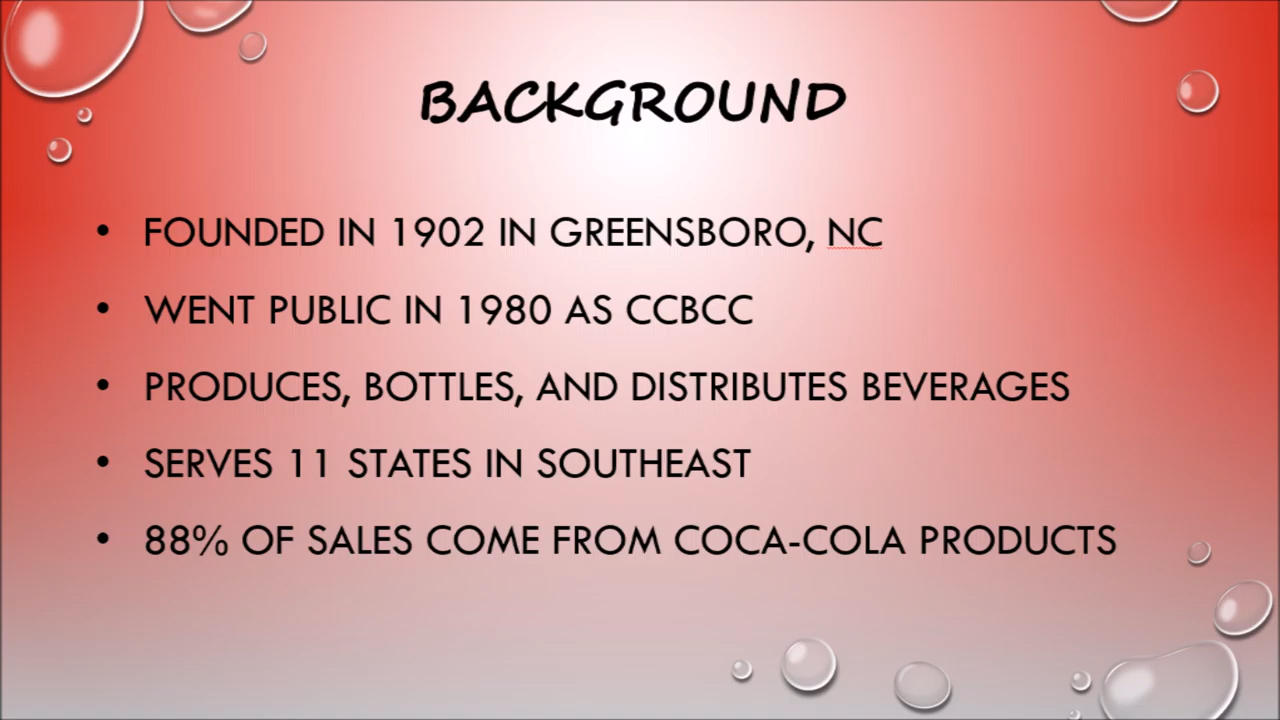 BACKGROUND
• FOUNDED IN 1902 IN GREENSBORO, NC
• WENT PUBLIC IN 1980 AS CCBCC
• PRODUCES, BOTTLES, AND DISTRIBUTES BEVERAGES
• SERVES 11 STATES IN SOUTHEAST
• 88% OF SALES COME FROM COCA-COLA PRODUCTS